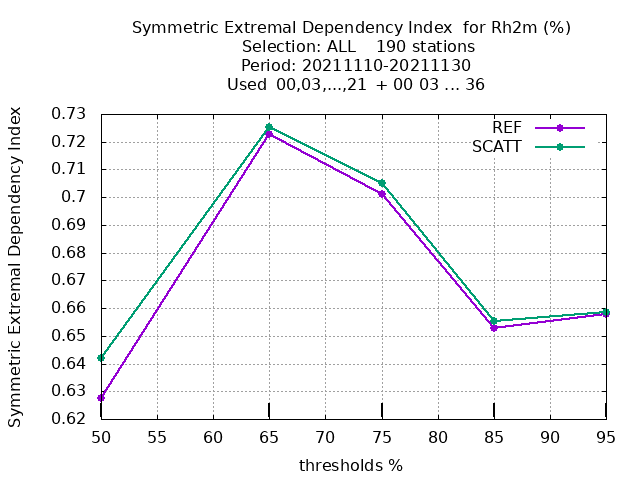 Symmetric Extremal Dependency Index  for Rh2m (%)
Selection: ALL    190 stations
Period: 20211110-20211130
Used  00,03,...,21  + 00 03 ... 36
Symmetric Extremal Dependency Index
0.73
0.72
0.71
0.7
0.69
0.68
0.67
0.66
0.65
0.64
0.63
0.62
REF
SCATT
50 55 60 65 70 75 80 85 90 95
thresholds %